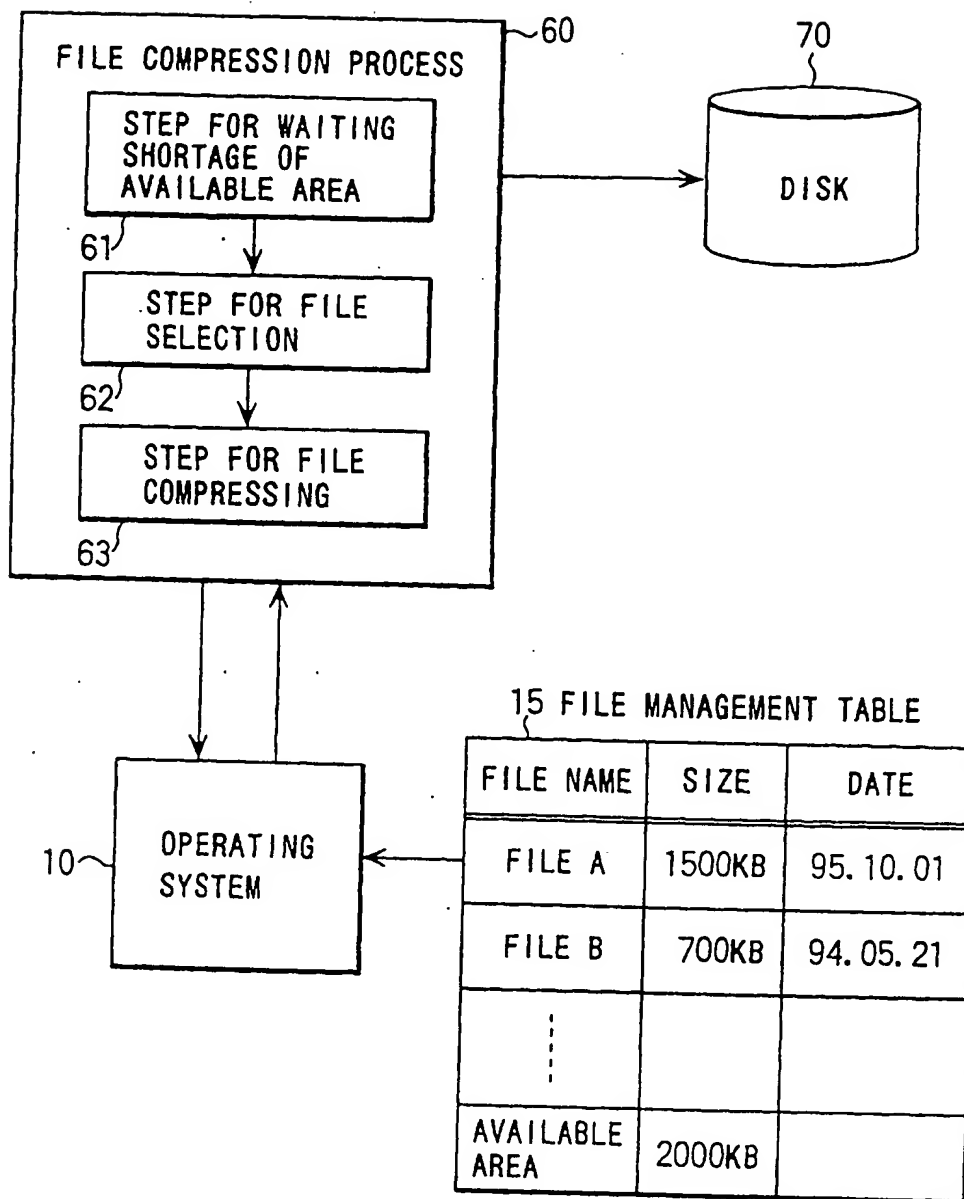 60
FILE COMPRESSION PROCESS
STEP FOR WAITING
SHORTAGE OF
AVAILABLE AREA
61
STEP FOR FILE
SELECTION
62
STEP FOR FILE
COMPRESSING
63
70
DISK
10
OPERATING
SYSTEM
15 FILE MANAGEMENT TABLE
FILE NAME SIZE DATE
FILE A 1500KB 95.10.01
FILE B 700KB 94.05.21
AVAILABLE
AREA 2000KB